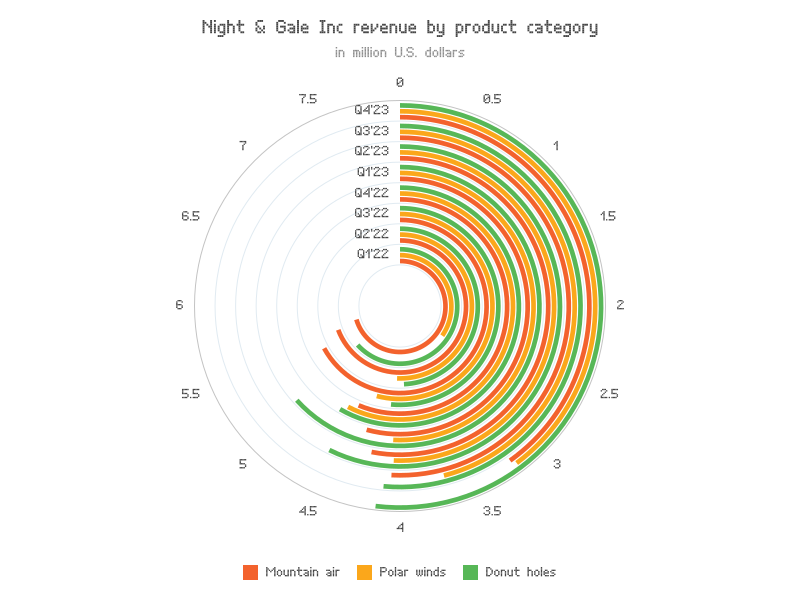 Night & Gale Inc revenue by product category
in million U.S. dollars
0
0.5
1
1.5
2
2.5
3
3.5
4
4.5
5
5.5
6
6.5
7
7.5
Q4'23
Q3'23
Q2'23
Q1'23
Q4'22
Q3'22
Q2'22
Q1'22
Mountain air Polar winds Donut holes